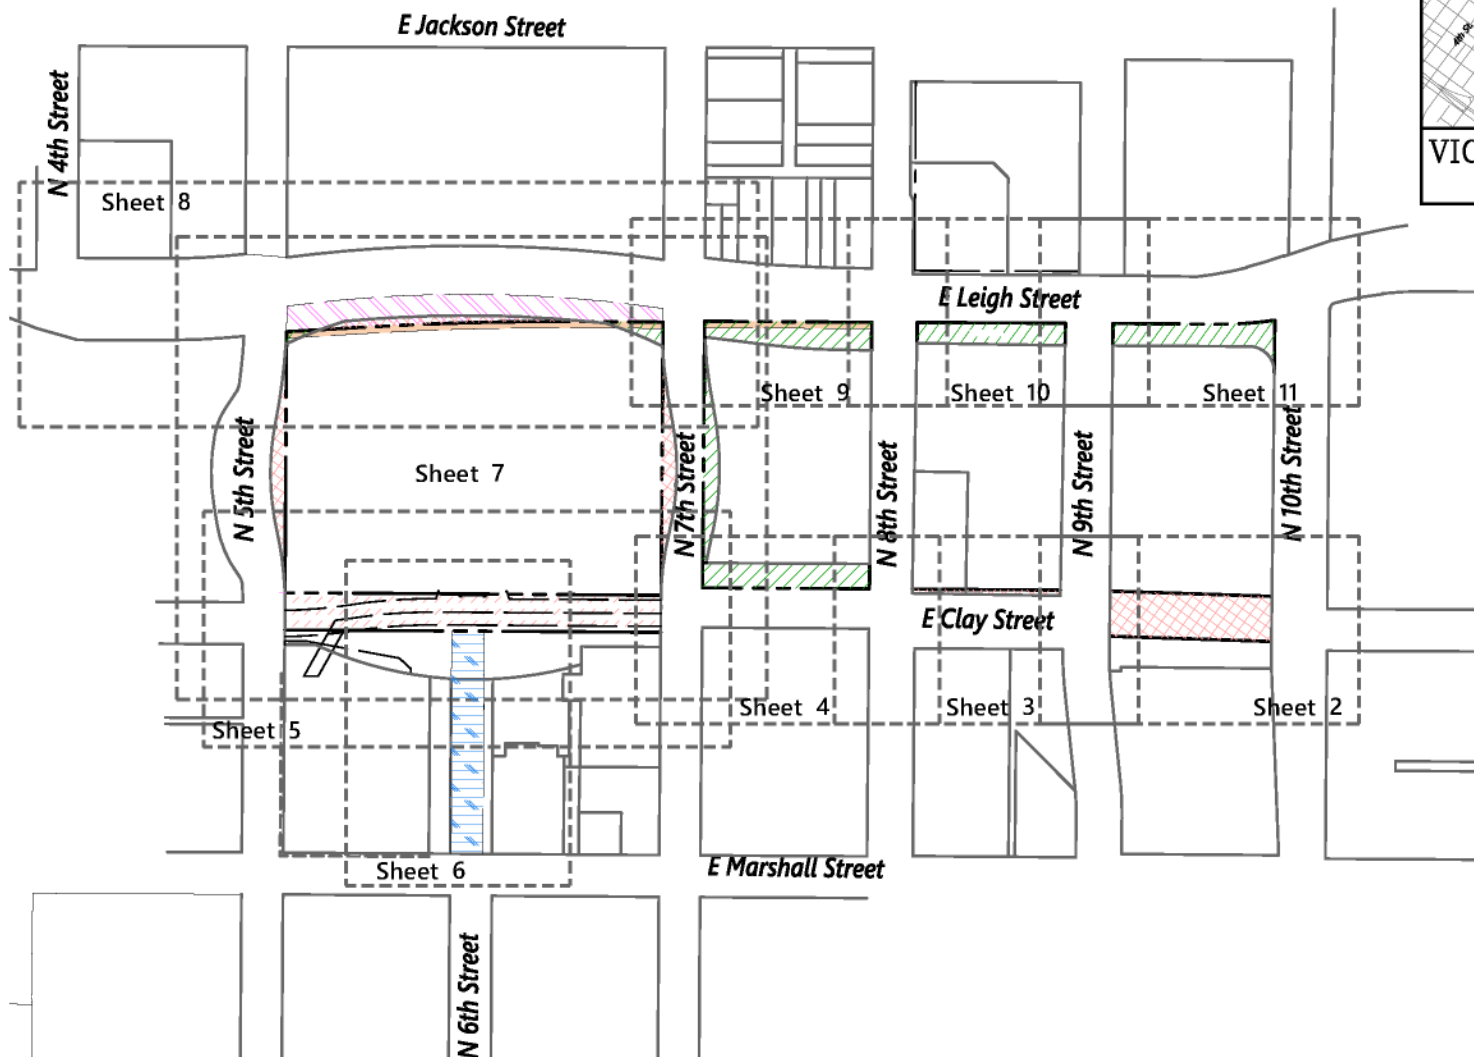 E Jackson Street
N 4th Street
4th St.
VIC
Sheet 8
E Leigh Street
Sheet 9
Sheet 10
Sheet 11
N 5th Street
Sheet 7
N 7th Street
N 8th Street
N 9th Street
N 10th Street
E Clay Street
Sheet 5
Sheet 4
Sheet 3
Sheet 2
Sheet 6
E Marshall Street
N 6th Street